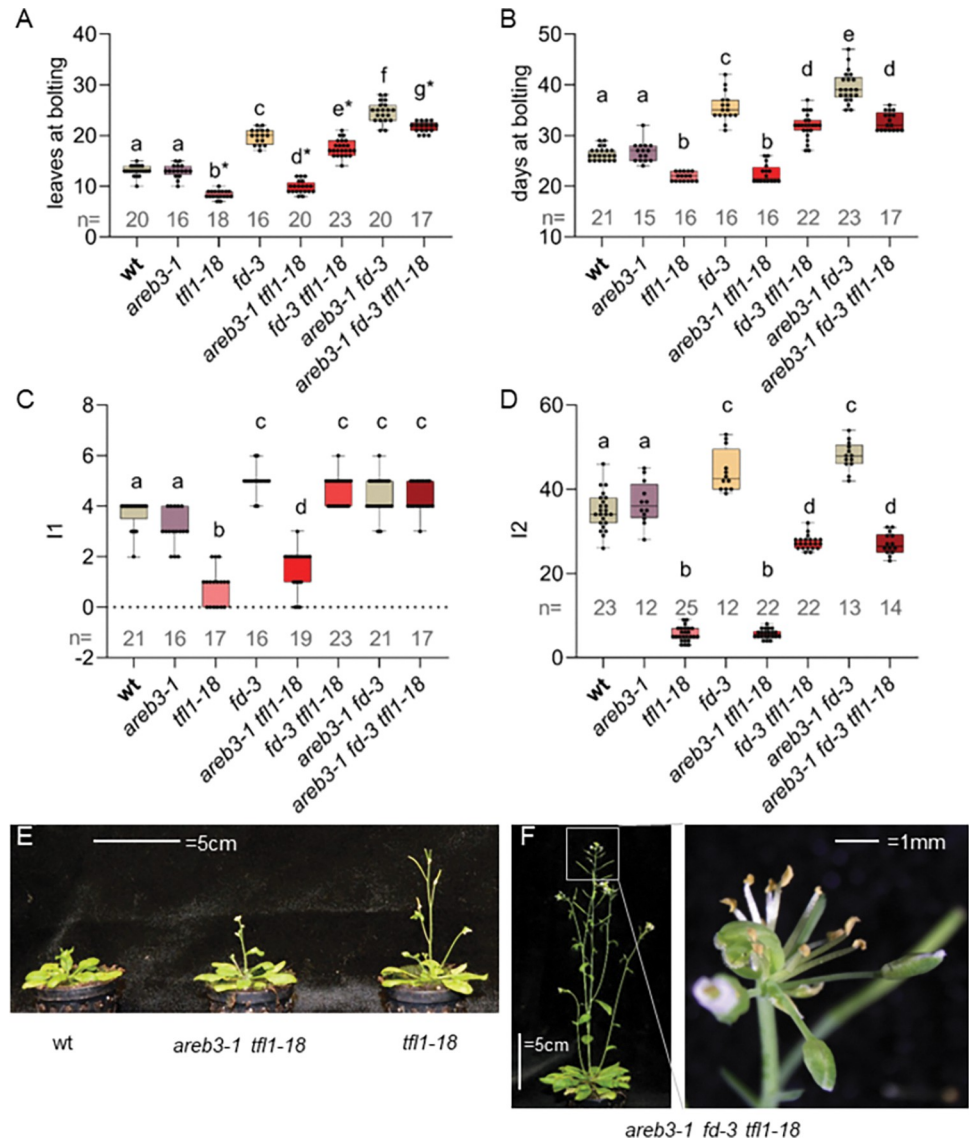 A
leaves at bolting
40
30
20
10
0
a
a
b*
c
d*
e*
f
g*
n= 20 16 18 16 20 23 20 17
wt
areb3-1
tfl1-18
fd-3
areb3-1 tfl1-18
fd-3 tfl1-18
areb3-1 fd-3
areb3-1 fd-3 tfl1-18
B
days at bolting
50
40
30
20
10
a
a
b
c
b
d
e
d
n= 21 15 16 16 16 22 23 17
wt
areb3-1
tfl1-18
fd-3
areb3-1 tfl1-18
fd-3 tfl1-18
areb3-1 fd-3
areb3-1 fd-3 tfl1-18
C
I1
8
6
4
2
0
-2
a
a
b
c
d
c
c
c
n= 21 16 17 16 19 23 21 17
wt
areb3-1
tfl1-18
fd-3
areb3-1 tfl1-18
fd-3 tfl1-18
areb3-1 fd-3
areb3-1 fd-3 tfl1-18
D
I2
60
40
20
0
a
a
b
c
b
d
c
d
n= 23 12 25 12 22 22 13 14
wt
areb3-1
tfl1-18
fd-3
areb3-1 tfl1-18
fd-3 tfl1-18
areb3-1 fd-3
areb3-1 fd-3 tfl1-18
E
=5cm
wt areb3-1 tfl1-18 tfl1-18
F
=5cm
=1mm
areb3-1 fd-3 tfl1-18